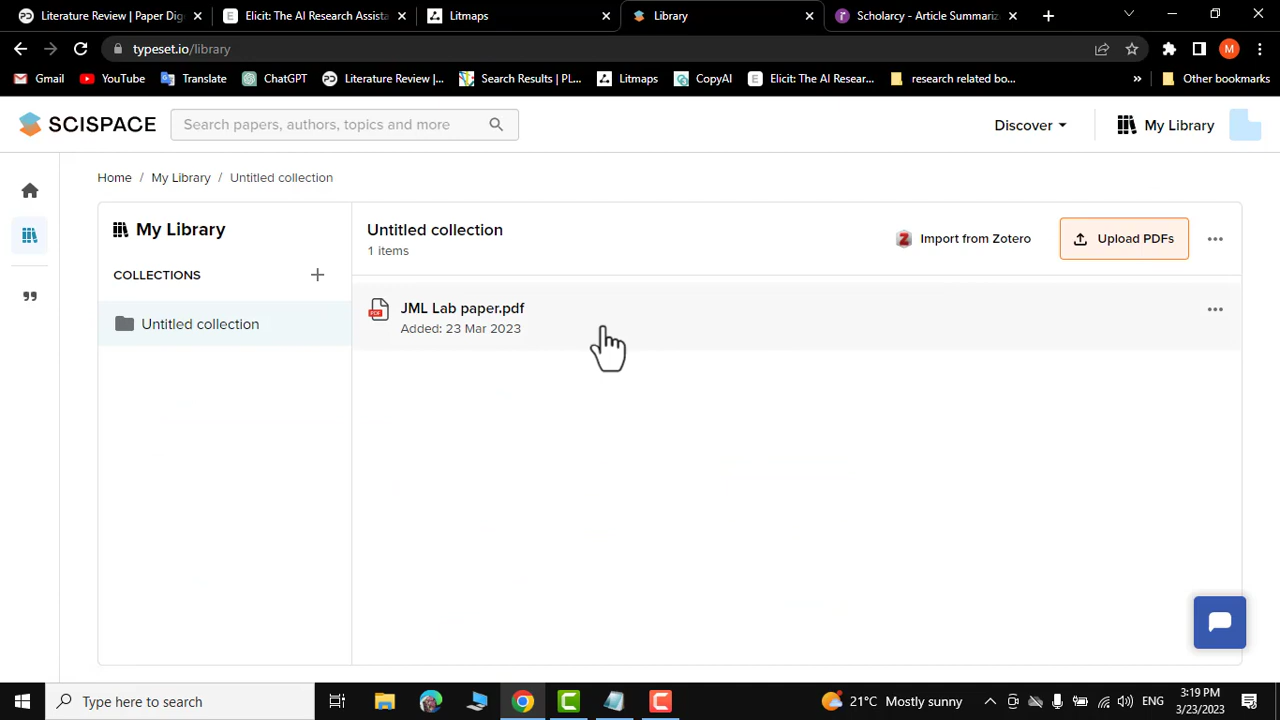 Literature Review | Paper Dig
Elicit: The AI Research Assista
Litmaps
Library
Scholarcy - Article Summariz
typeset.io/library
M
Gmail
YouTube
Translate
ChatGPT
Literature Review |...
Search Results | PL...
Litmaps
CopyAI
Elicit: The AI Resear...
research related bo...
Other bookmarks
SCISPACE
Search papers, authors, topics and more
Discover
My Library
Home / My Library / Untitled collection
My Library
COLLECTIONS
Untitled collection
Untitled collection
1 items
Import from Zotero
Upload PDFs
JML Lab paper.pdf
Added: 23 Mar 2023
Type here to search
21°C Mostly sunny
ENG
3:19 PM
3/23/2023